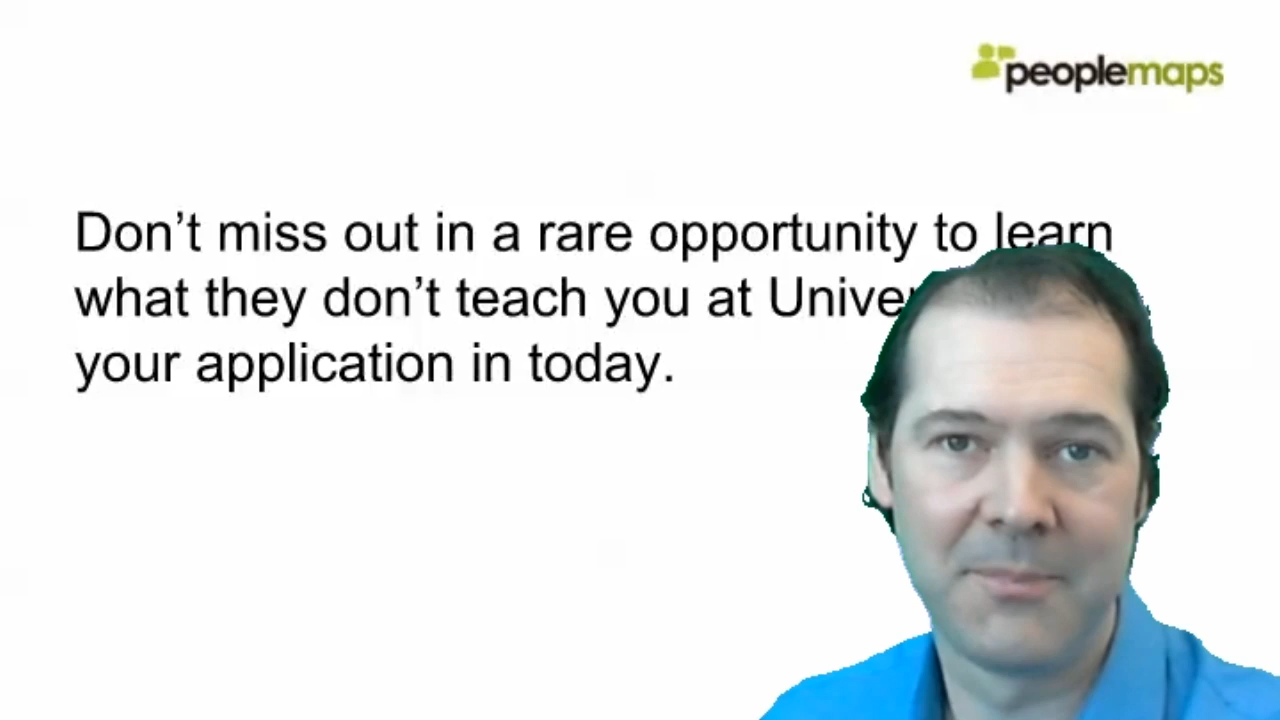 peoplemaps
Don’t miss out in a rare opportunity to learn
what they don’t teach you at
your application in today.